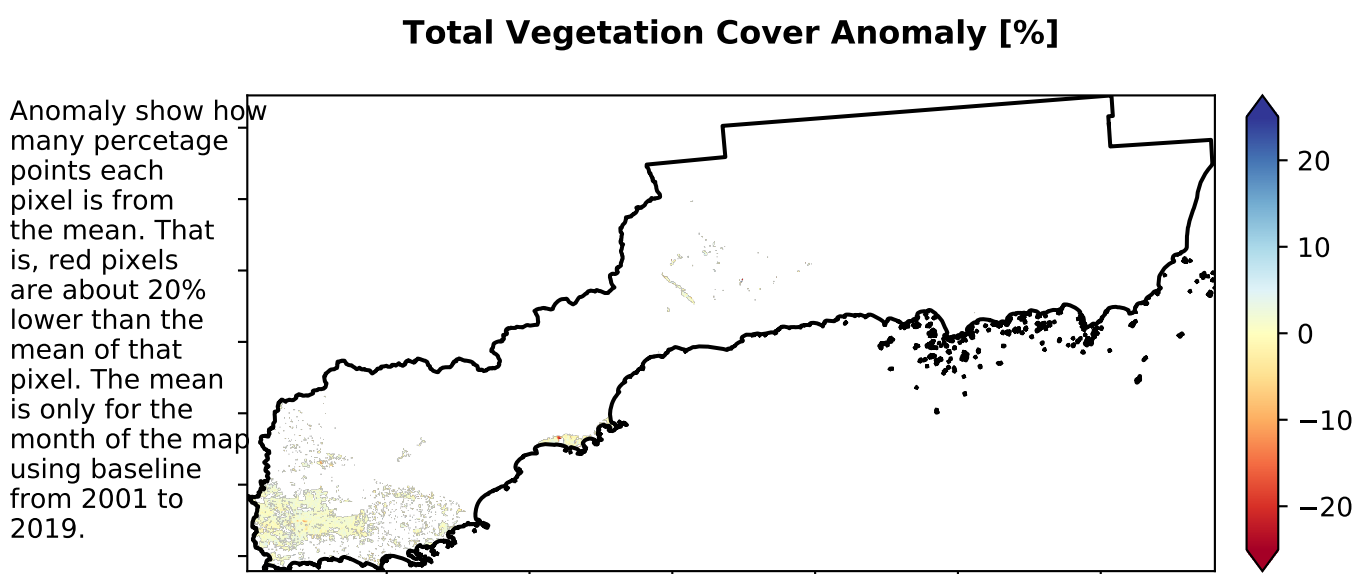 Total Vegetation Cover Anomaly [%]
Anomaly show how
many percetage
points each
pixel is from
the mean. That
is, red pixels
are about 20%
lower than the
mean of that
pixel. The mean
is only for the
month of the map
using baseline
from 2001 to
2019.
20
10
0
−10
−20